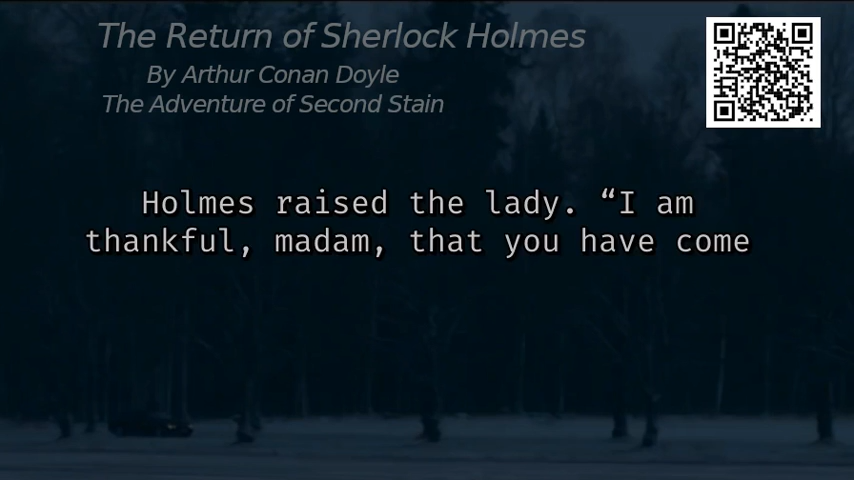 The Return of Sherlock Holmes
By Arthur Conan Doyle
The Adventure of Second Stain
Holmes raised the lady. “I am
thankful, madam, that you have come